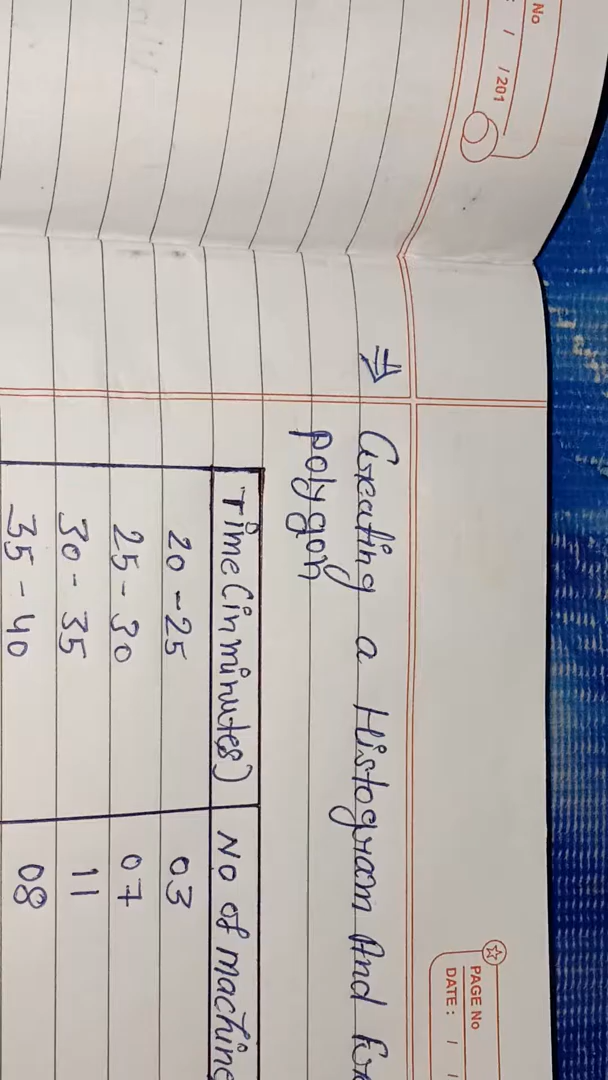 No
: / / 201
PAGE No
DATE : / /
⇒ Creating a Histogram And
polygon
Time (in minutes) No of machine
20 - 25 03
25 - 30 07
30 - 35 11
35 - 40 08